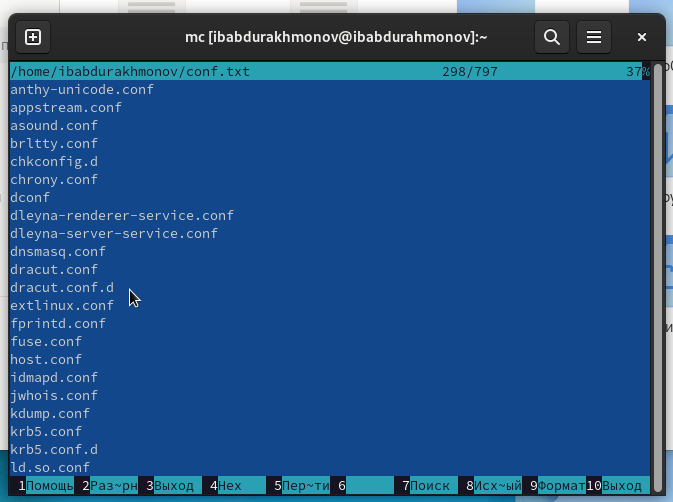 mc [ibabdurakhmonov@ibabdurahmonov]:~
/home/ibabdurakhmonov/conf.txt 298/797 37%
anthy-unicode.conf
appstream.conf
asound.conf
brltty.conf
chkconfig.d
chrony.conf
dconf
dleyna-renderer-service.conf
dleyna-server-service.conf
dnsmasq.conf
dracut.conf
dracut.conf.d
extlinux.conf
fprintd.conf
fuse.conf
host.conf
idmapd.conf
jwhois.conf
kdump.conf
krb5.conf
krb5.conf.d
ld.so.conf
1Помощь 2Раз~рн 3Выход 4Hex 5Пер~ти 6 7Поиск 8Исх~ый 9Формат 10Выход